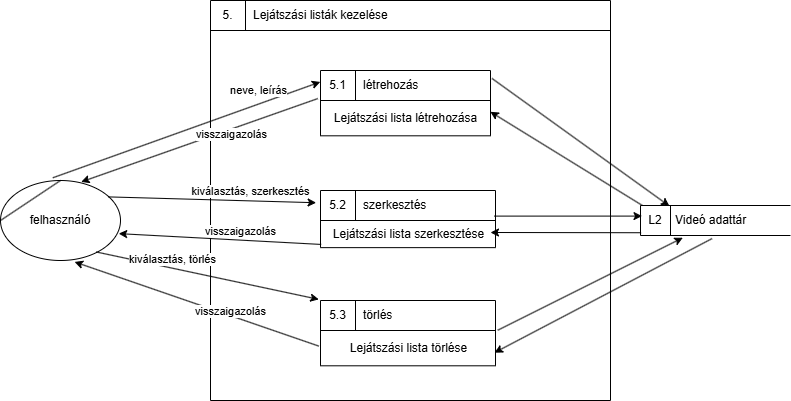 5. Lejátszási listák kezelése
5.1 létrehozás
neve, leírás
Lejátszási lista létrehozása
visszaigazolás
kiválasztás, szerkesztés
5.2 szerkesztés
felhasználó
L2 Videó adattár
visszaigazolás
Lejátszási lista szerkesztése
kiválasztás, törlés
5.3 törlés
visszaigazolás
Lejátszási lista törlése